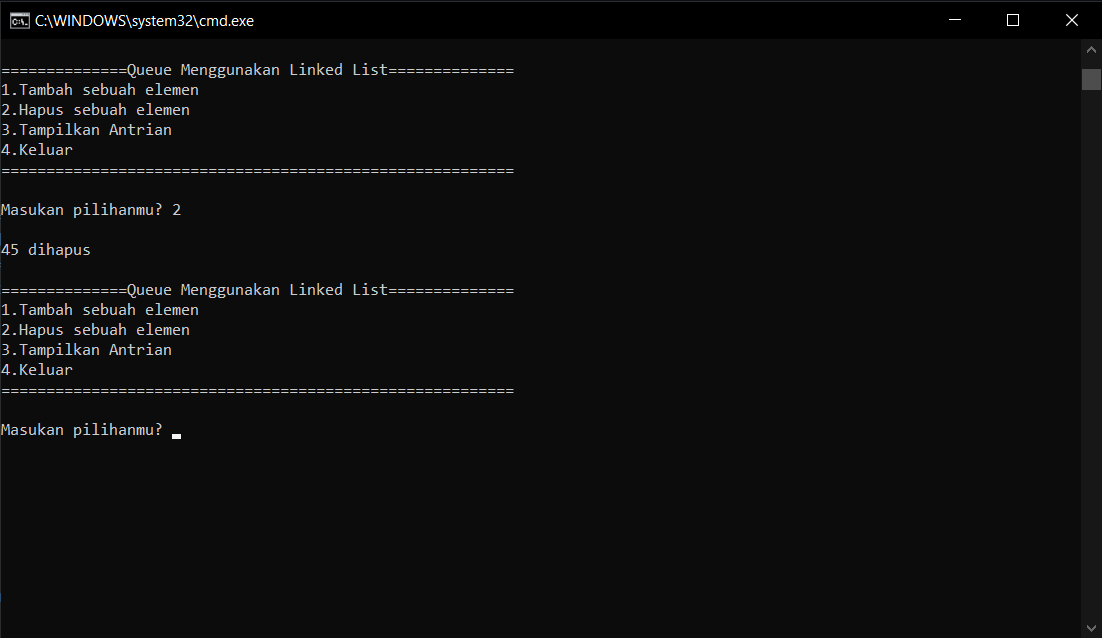 C:\WINDOWS\system32\cmd.exe
==============Queue Menggunakan Linked List==============
1.Tambah sebuah elemen
2.Hapus sebuah elemen
3.Tampilkan Antrian
4.Keluar
=========================================================
Masukan pilihanmu? 2
45 dihapus
==============Queue Menggunakan Linked List==============
1.Tambah sebuah elemen
2.Hapus sebuah elemen
3.Tampilkan Antrian
4.Keluar
=========================================================
Masukan pilihanmu?